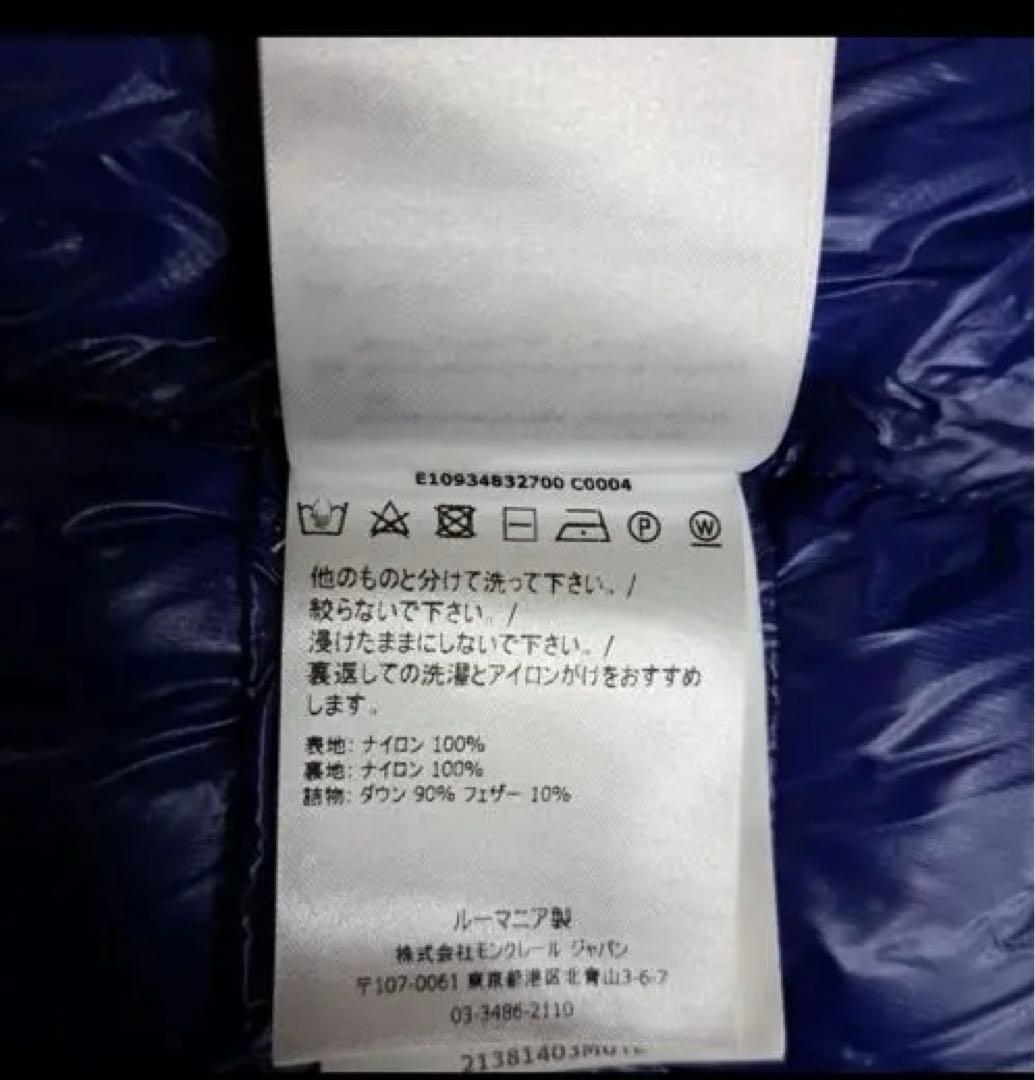 E10934832700 C0004
P W
他のものと分けて洗って下さい。/
絞らないで下さい。/
浸けたままにしないで下さい。/
裏返しての洗濯とアイロンがけをおすすめ
します。
表地: ナイロン 100%
裏地: ナイロン 100%
詰物: ダウン 90% フェザー 10%
ルーマニア製
株式会社モンクレール ジャパン
〒107-0061 東京都港区北青山3-6-7
03-3486-2110